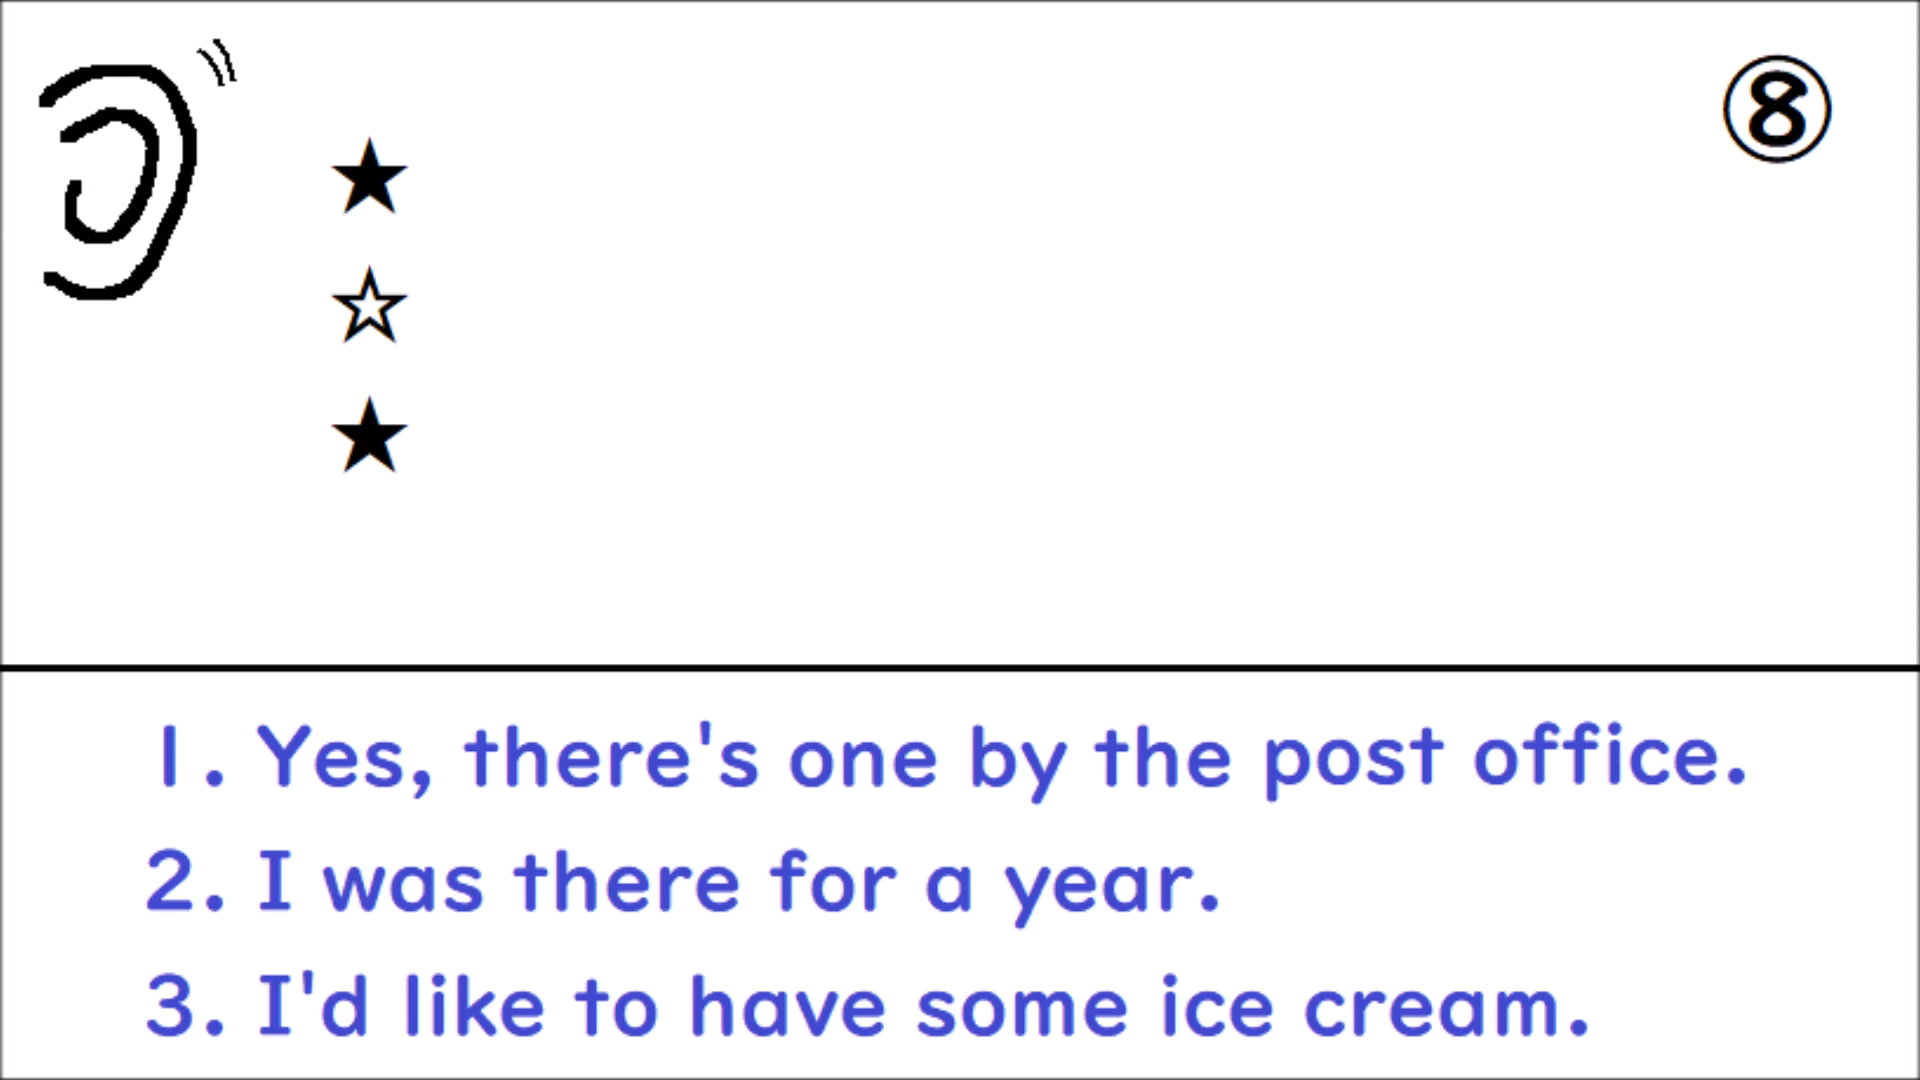 ⑧
★
☆
★
1. Yes, there's one by the post office.
2. I was there for a year.
3. I'd like to have some ice cream.